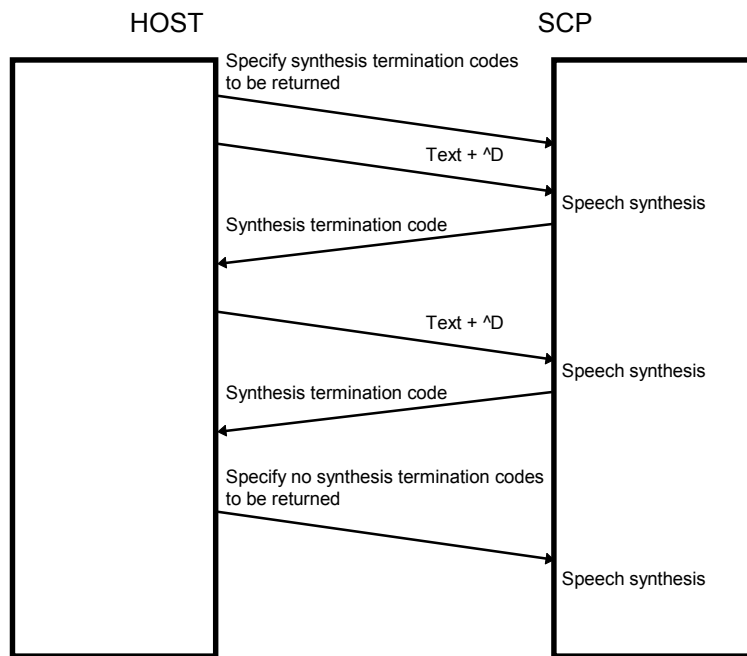 HOST
SCP
Specify synthesis termination codes
to be returned
Text + ^D
Speech synthesis
Synthesis termination code
Text + ^D
Speech synthesis
Synthesis termination code
Specify no synthesis termination codes
to be returned
Speech synthesis